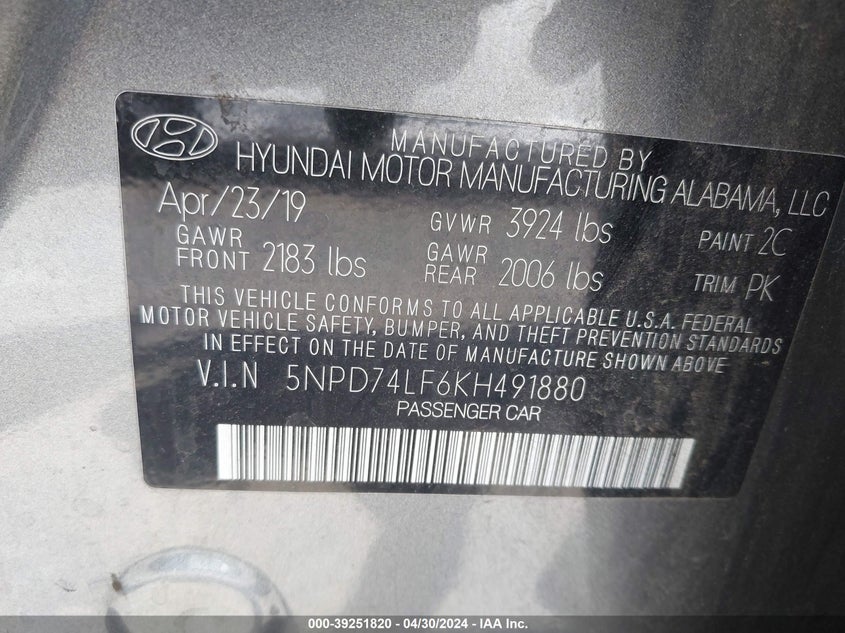 MANUFACTURED BY
HYUNDAI MOTOR MANUFACTURING ALABAMA, LLC
Apr/23/19 GVWR 3924 lbs PAINT 2C
GAWR FRONT 2183 lbs GAWR REAR 2006 lbs TRIM PK
THIS VEHICLE CONFORMS TO ALL APPLICABLE U.S.A. FEDERAL
MOTOR VEHICLE SAFETY, BUMPER, AND THEFT PREVENTION STANDARDS
IN EFFECT ON THE DATE OF MANUFACTURE SHOWN ABOVE
V.I.N 5NPD74LF6KH491880
PASSENGER CAR
000-39251820 - 04/30/2024 - IAA Inc.